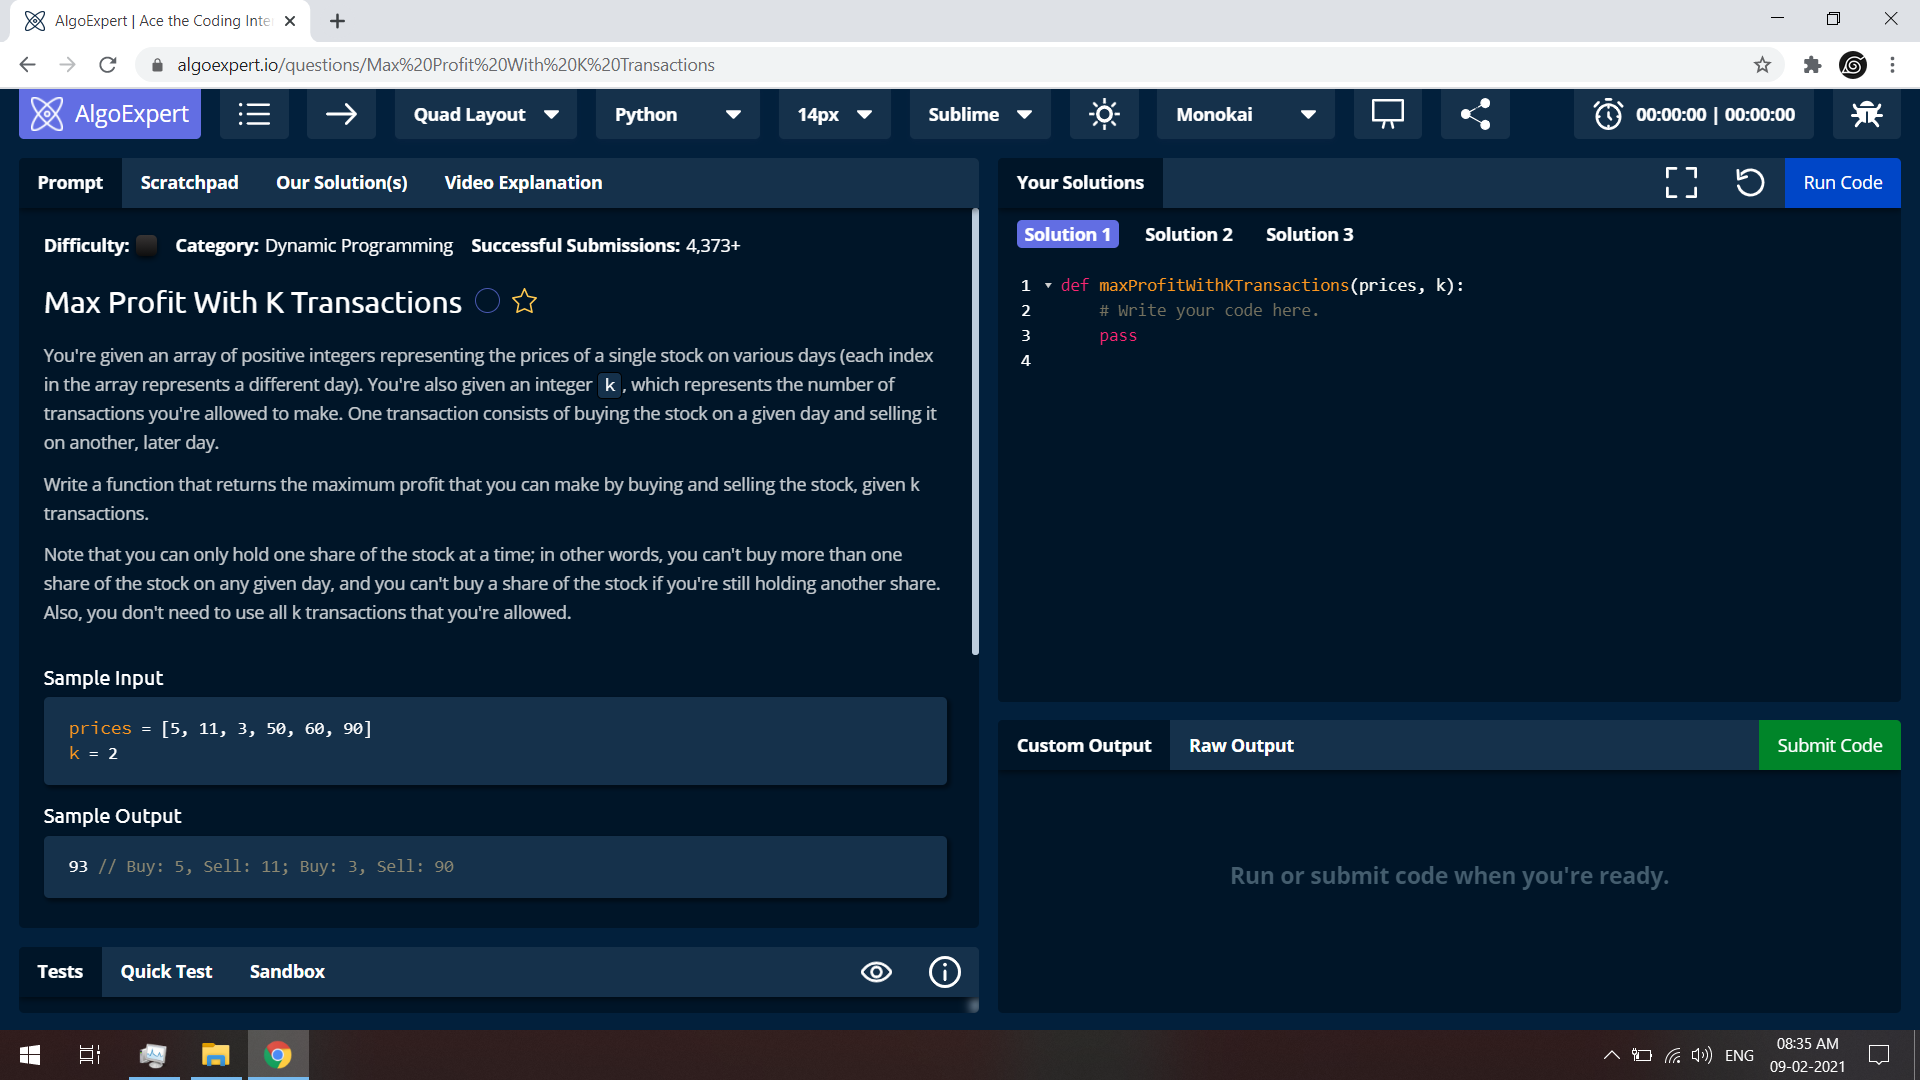 AlgoExpert | Ace the Coding Inte
algoexpert.io/questions/Max%20Profit%20With%20K%20Transactions
AlgoExpert
Quad Layout
Python
14px
Sublime
Monokai
00:00:00 | 00:00:00
Prompt
Scratchpad
Our Solution(s)
Video Explanation
Difficulty:
Category: Dynamic Programming
Successful Submissions: 4,373+
Max Profit With K Transactions
You're given an array of positive integers representing the prices of a single stock on various days (each index
in the array represents a different day). You're also given an integer k, which represents the number of
transactions you're allowed to make. One transaction consists of buying the stock on a given day and selling it
on another, later day.
Write a function that returns the maximum profit that you can make by buying and selling the stock, given k
transactions.
Note that you can only hold one share of the stock at a time; in other words, you can't buy more than one
share of the stock on any given day, and you can't buy a share of the stock if you're still holding another share.
Also, you don't need to use all k transactions that you're allowed.
Sample Input
prices = [5, 11, 3, 50, 60, 90]
k = 2
Sample Output
93 // Buy: 5, Sell: 11; Buy: 3, Sell: 90
Tests
Quick Test
Sandbox
Your Solutions
Run Code
Solution 1
Solution 2
Solution 3
1 def maxProfitWithKTransactions(prices, k):
2 # Write your code here.
3 pass
4
Custom Output
Raw Output
Submit Code
Run or submit code when you're ready.
ENG
08:35 AM
09-02-2021